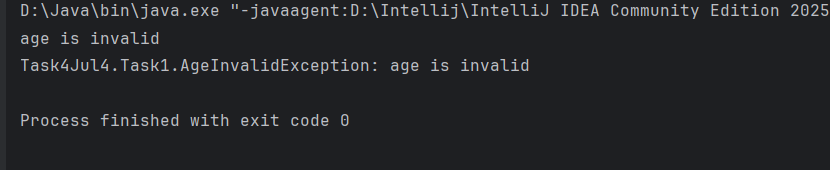 D:\Java\bin\java.exe "-javaagent:D:\Intellij\IntelliJ IDEA Community Edition 2025
age is invalid
Task4Jul4.Task1.AgeInvalidException: age is invalid
Process finished with exit code 0